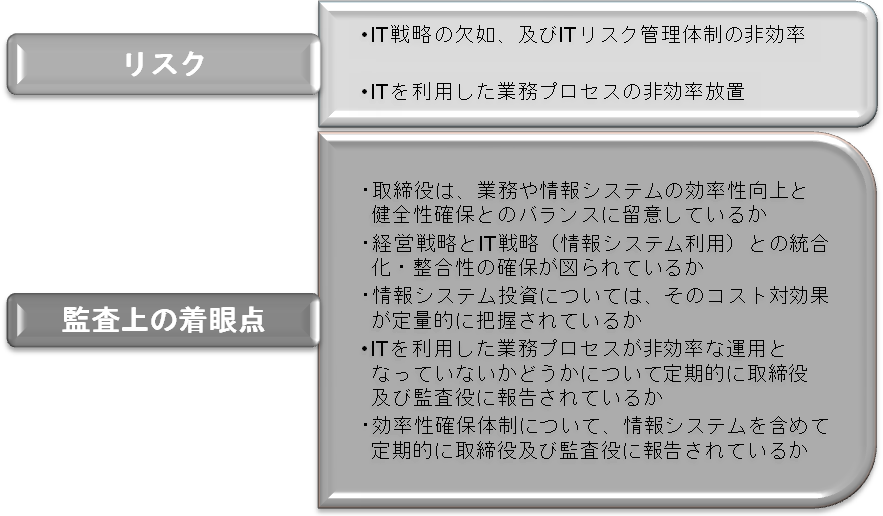 リスク
・IT戦略の欠如、及びITリスク管理体制の非効率
・ITを利用した業務プロセスの非効率放置
監査上の着眼点
・取締役は、業務や情報システムの効率性向上と
健全性確保とのバランスに留意しているか
・経営戦略とIT戦略（情報システム利用）との統合
化・整合性の確保が図られているか
・情報システム投資については、そのコスト対効果
が定量的に把握されているか
・ITを利用した業務プロセスが非効率な運用と
なっていないかどうかについて定期的に取締役
及び監査役に報告されているか
・効率性確保体制について、情報システムを含めて
定期的に取締役及び監査役に報告されているか